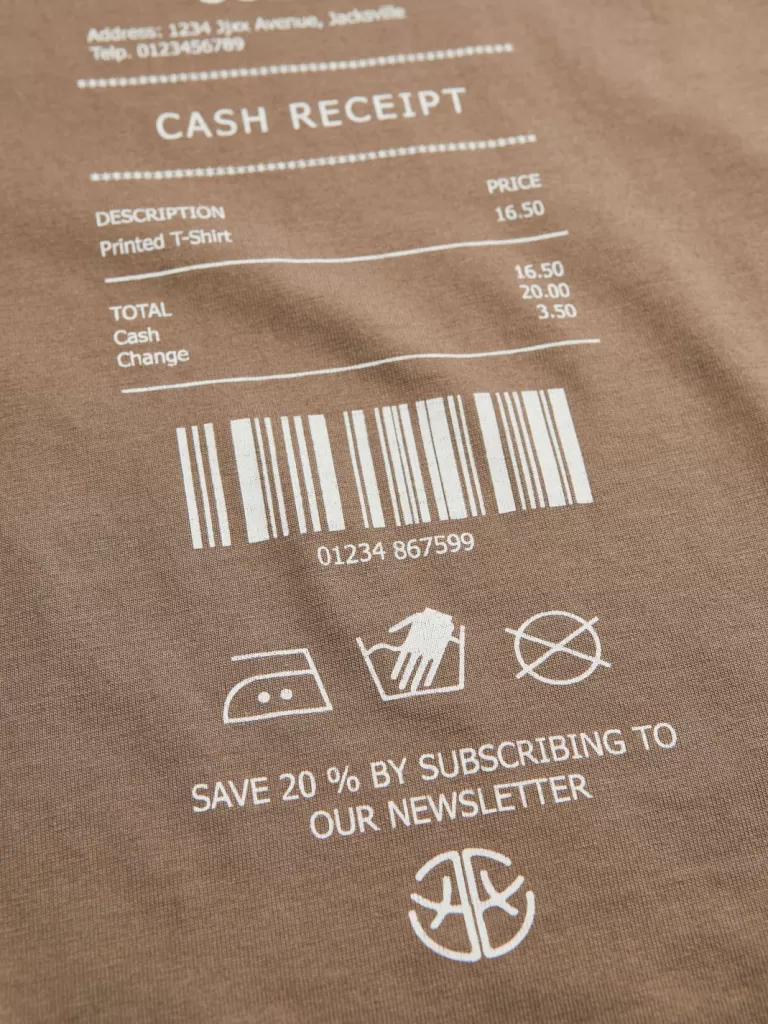 Address: 1234 3jxx Avenue, Jacksville
Telp. 0123456789
CASH RECEIPT
PRICE
DESCRIPTION 16.50
Printed T-Shirt
16.50
TOTAL 20.00
Cash 3.50
Change
01234 867599
SAVE 20 % BY SUBSCRIBING TO
OUR NEWSLETTER